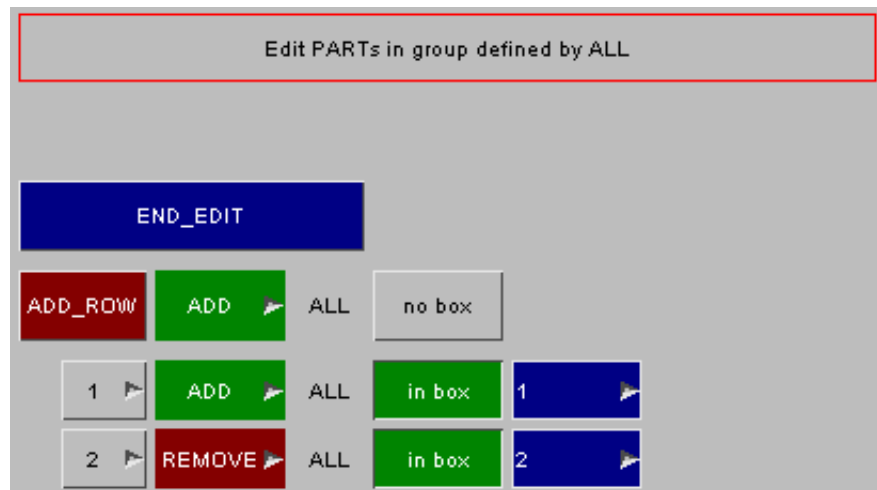 Edit PARTs in group defined by ALL
END_EDIT
ADD_ROW ADD ALL no box
1 ADD ALL in box 1
2 REMOVE ALL in box 2